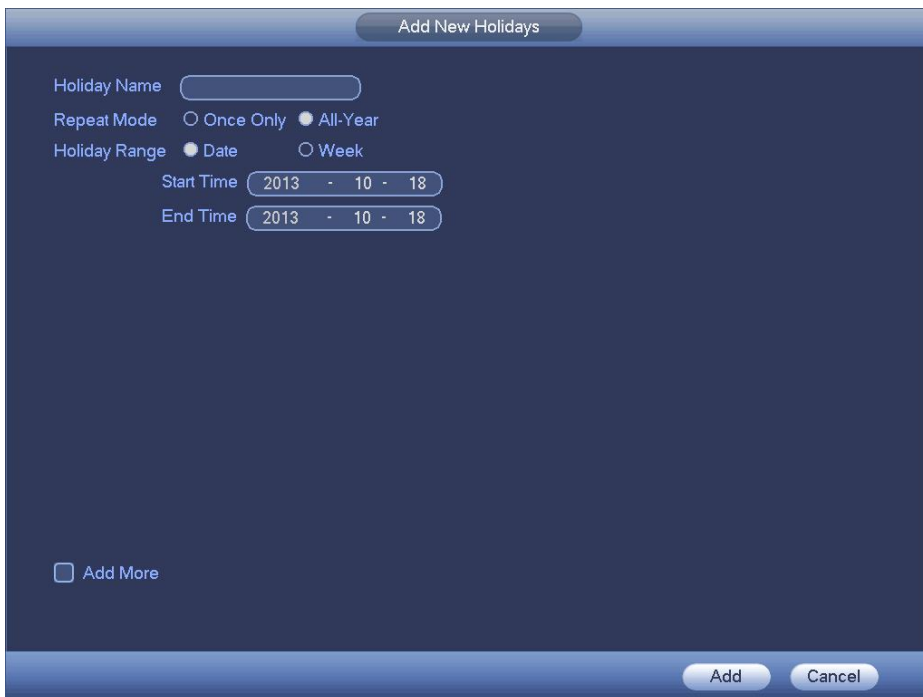 Add New Holidays
Holiday Name
Repeat Mode Once Only All-Year
Holiday Range Date Week
Start Time 2013 - 10 - 18
End Time 2013 - 10 - 18
Add More
Add Cancel